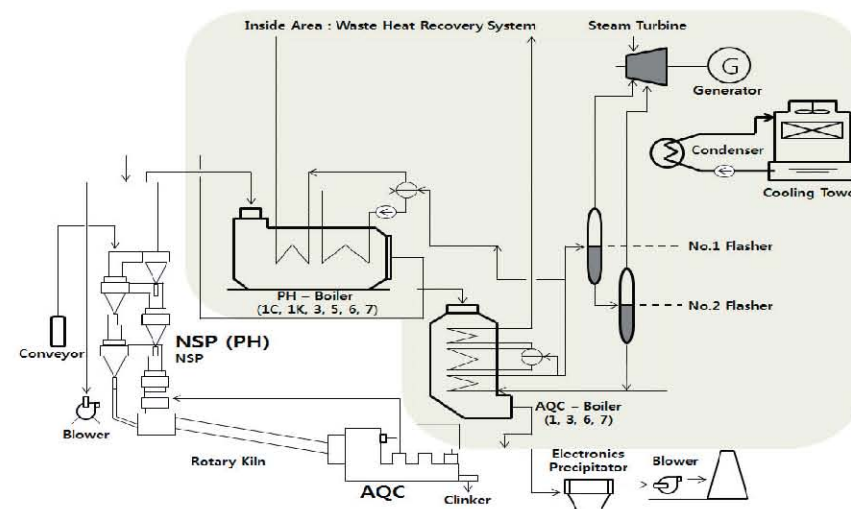 Inside Area : Waste Heat Recovery System
Steam Turbine
G
Generator
Condenser
Cooling Towe
No.1 Flasher
No.2 Flasher
PH – Boiler
(1C, 1K, 3, 5, 6, 7)
NSP (PH)
NSP
Conveyor
Blower
AQC – Boiler
(1, 3, 6, 7)
Rotary Kiln
AQC
Clinker
Electronics
Precipitator
Blower